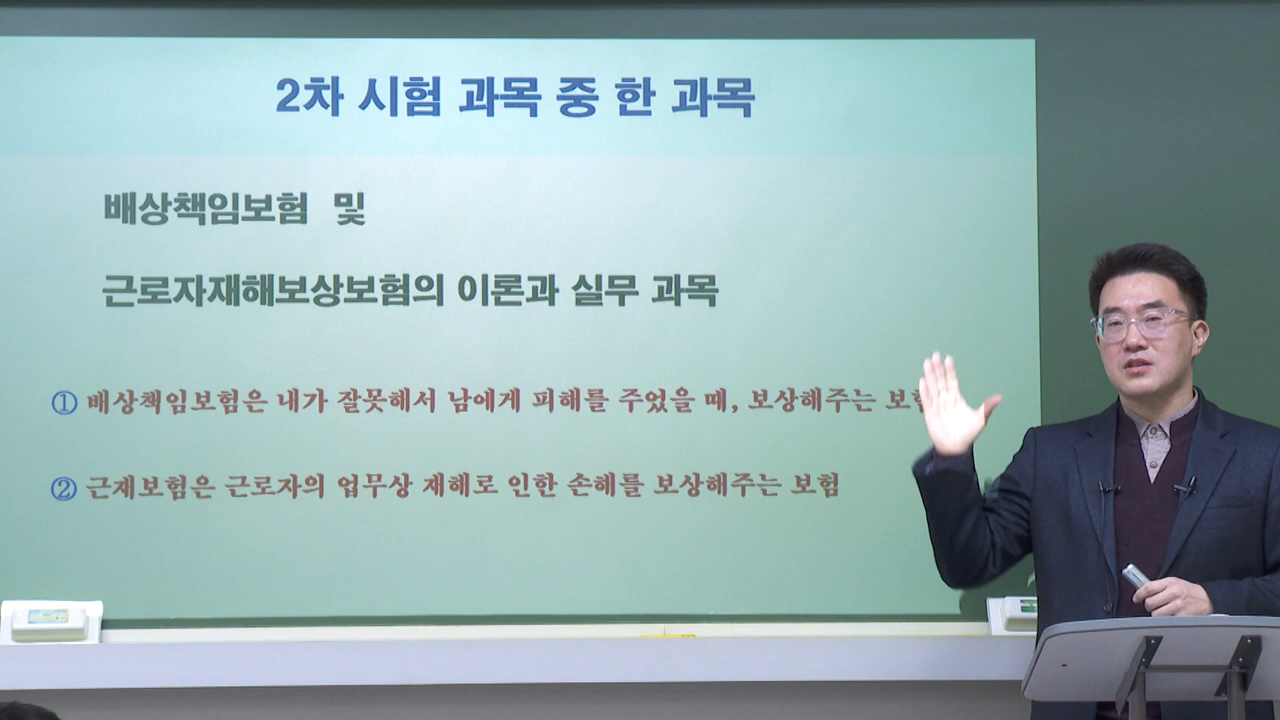 2차 시험 과목 중 한 과목
배상책임보험 및
근로자재해보상보험의 이론과 실무 과목
① 배상책임보험은 내가 잘못해서 남에게 피해를 주었을 때, 보상해주는
② 근재보험은 근로자의 업무상 재해로 인한 손해를 보상해주는 보험